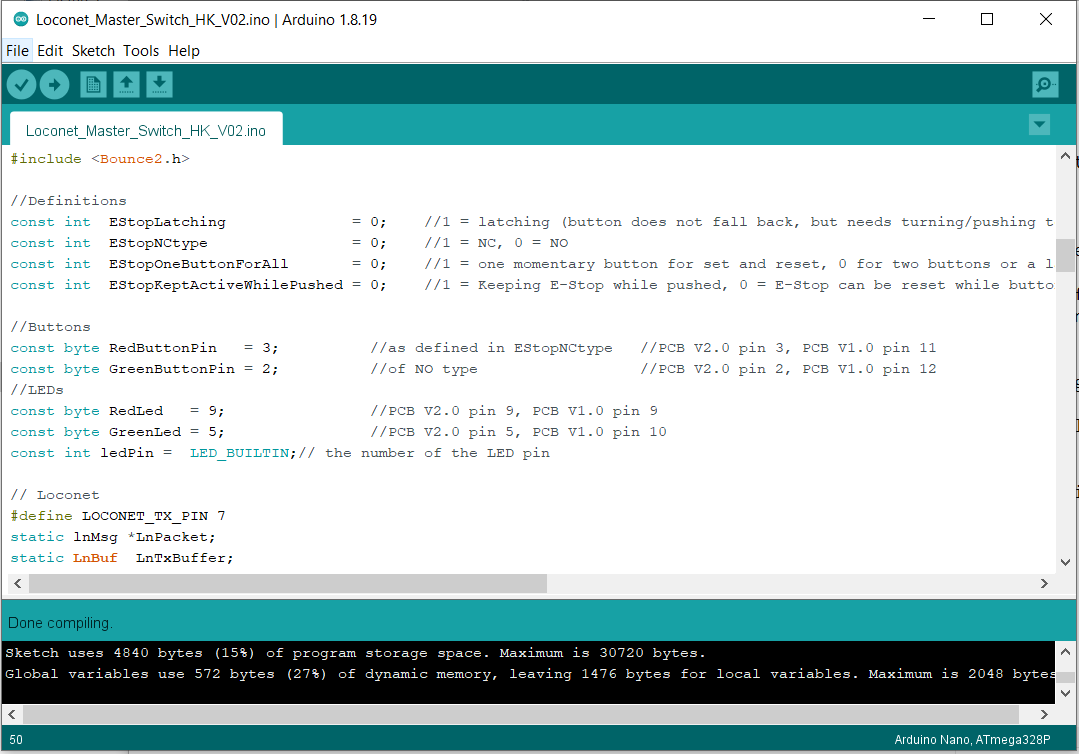 Loconet_Master_Switch_HK_V02.ino | Arduino 1.8.19
File Edit Sketch Tools Help
Loconet_Master_Switch_HK_V02.ino
#include <Bounce2.h>
//Definitions
const int  EStopLatching              = 0;    //1 = latching (button does not fall back, but needs turning/pushing t
const int  EStopNCtype                = 0;    //1 = NC, 0 = NO
const int  EStopOneButtonForAll       = 0;    //1 = one momentary button for set and reset, 0 for two buttons or a l
const int  EStopKeptActiveWhilePushed = 0;    //1 = Keeping E-Stop while pushed, 0 = E-Stop can be reset while butto
//Buttons
const byte RedButtonPin   = 3;          //as defined in EStopNCtype   //PCB V2.0 pin 3, PCB V1.0 pin 11
const byte GreenButtonPin = 2;          //of NO type                  //PCB V2.0 pin 2, PCB V1.0 pin 12
//LEDs
const byte RedLed   = 9;                //PCB V2.0 pin 9, PCB V1.0 pin 9
const byte GreenLed = 5;                //PCB V2.0 pin 5, PCB V1.0 pin 10
const int ledPin =  LED_BUILTIN;// the number of the LED pin
// Loconet
#define LOCONET_TX_PIN 7
static lnMsg *LnPacket;
static LnBuf  LnTxBuffer;
Done compiling.
Sketch uses 4840 bytes (15%) of program storage space. Maximum is 30720 bytes.
Global variables use 572 bytes (27%) of dynamic memory, leaving 1476 bytes for local variables. Maximum is 2048 bytes
50
Arduino Nano, ATmega328P